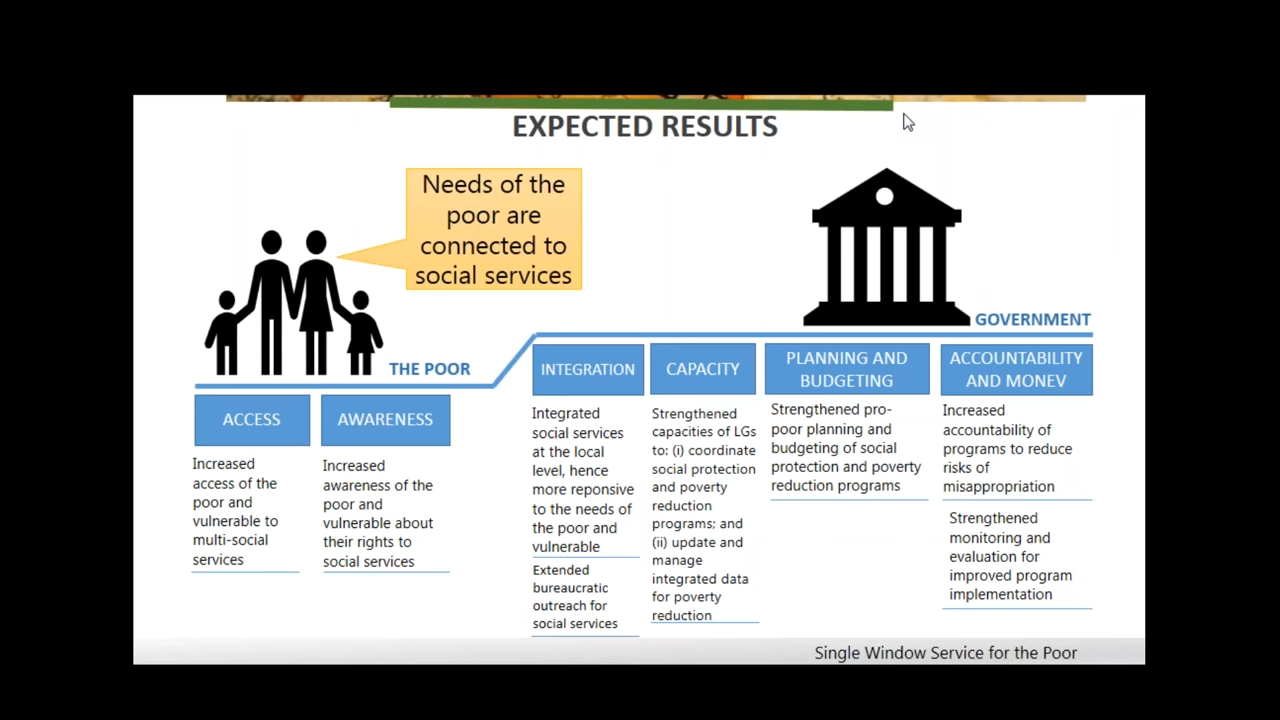 EXPECTED RESULTS
Needs of the
poor are
connected to
social services
GOVERNMENT
THE POOR
ACCESS
Increased
access of the
poor and
vulnerable to
multi-social
services
AWARENESS
Increased
awareness of the
poor and
vulnerable about
their rights to
social services
INTEGRATION
Integrated
social services
at the local
level, hence
more reponsive
to the needs of
the poor and
vulnerable
Extended
bureaucratic
outreach for
social services
CAPACITY
Strengthened
capacities of LGs
to: (i) coordinate
social protection
and poverty
reduction
programs; and
(ii) update and
manage
integrated data
for poverty
reduction
PLANNING AND
BUDGETING
Strengthened pro-
poor planning and
budgeting of social
protection and poverty
reduction programs
ACCOUNTABILITY
AND MONEV
Increased
accountability of
programs to reduce
risks of
misappropriation
Strengthened
monitoring and
evaluation for
improved program
implementation
Single Window Service for the Poor